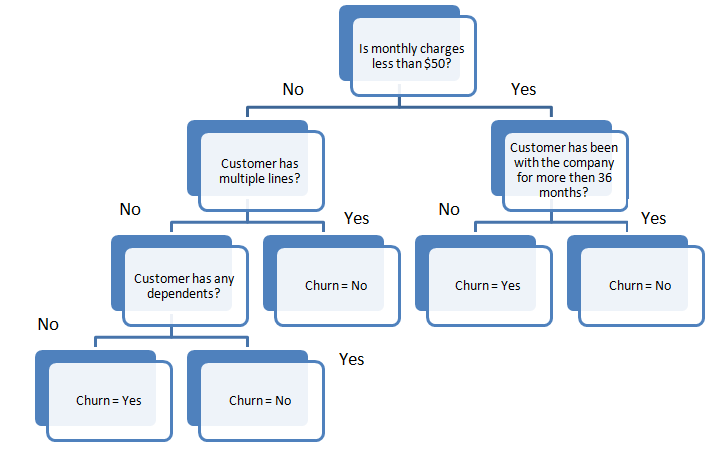 Is monthly charges
less than $50?
No
Yes
Customer has
multiple lines?
Customer has been
with the company
for more then 36
months?
No
Yes
No
Yes
Customer has any
dependents?
Churn = No
Churn = Yes
Churn = No
No
Yes
Churn = Yes
Churn = No